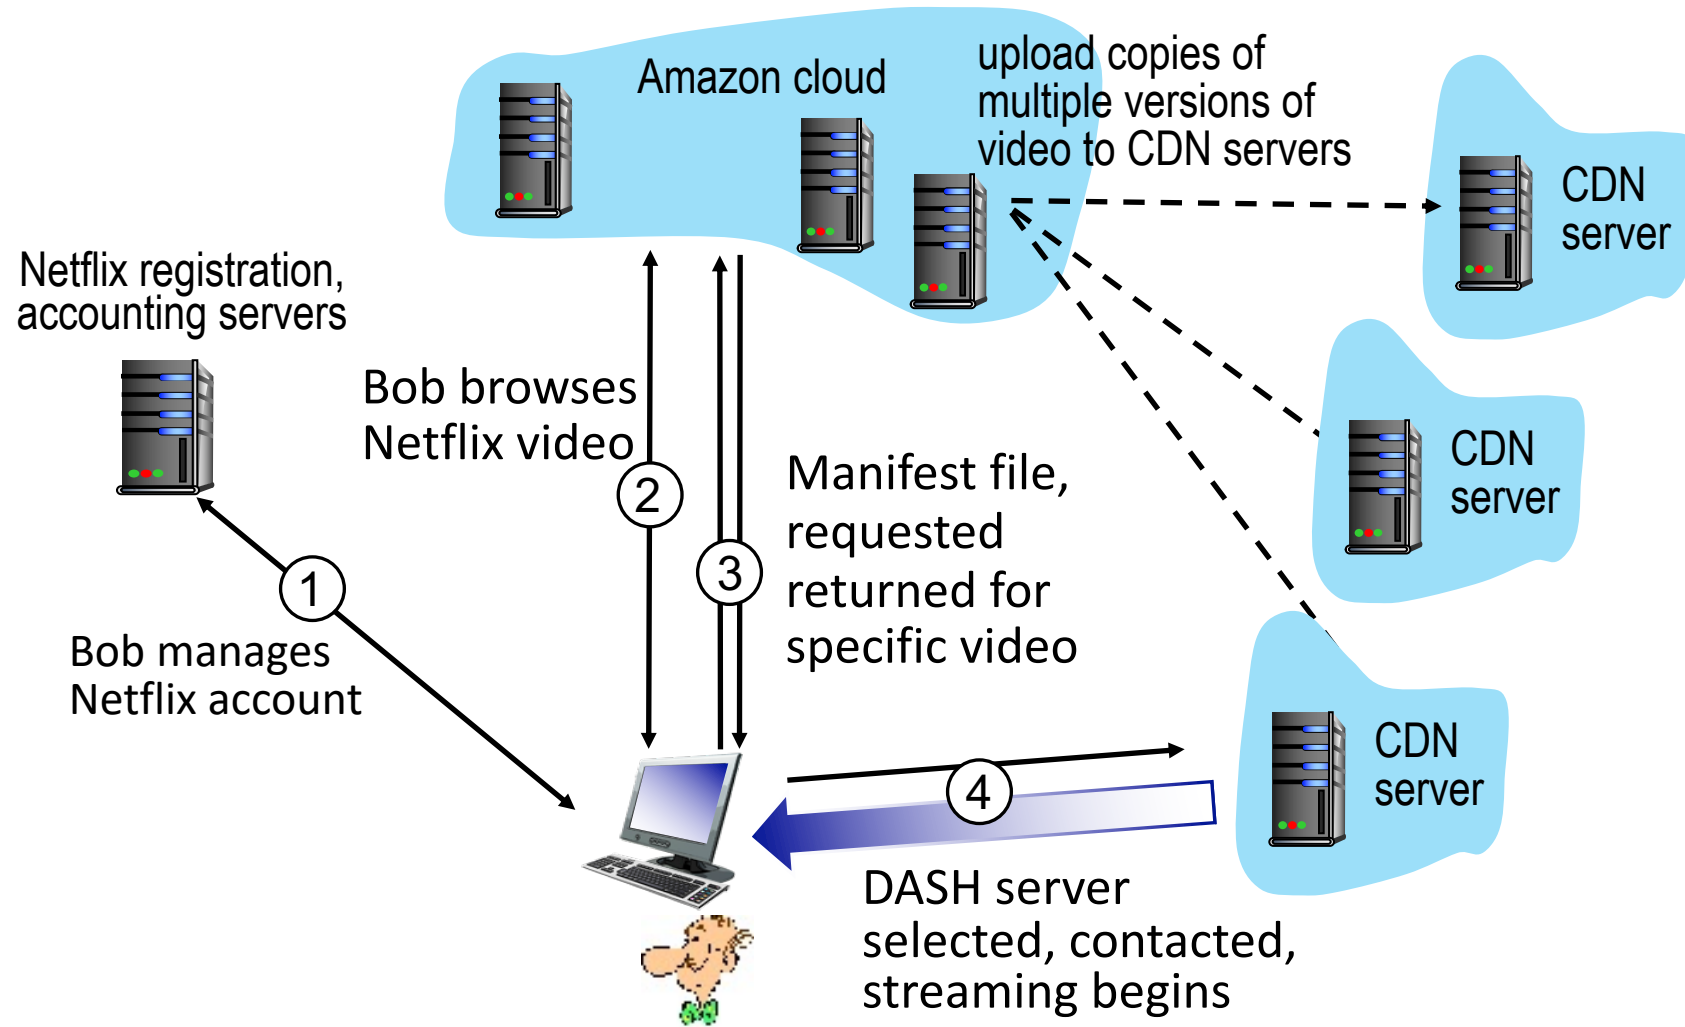 Amazon cloud
upload copies of
multiple versions of
video to CDN servers
CDN
server
Netflix registration,
accounting servers
Bob browses
Netflix video
CDN
server
Manifest file,
requested
returned for
specific video
2
3
1
Bob manages
Netflix account
CDN
server
4
DASH server
selected, contacted,
streaming begins